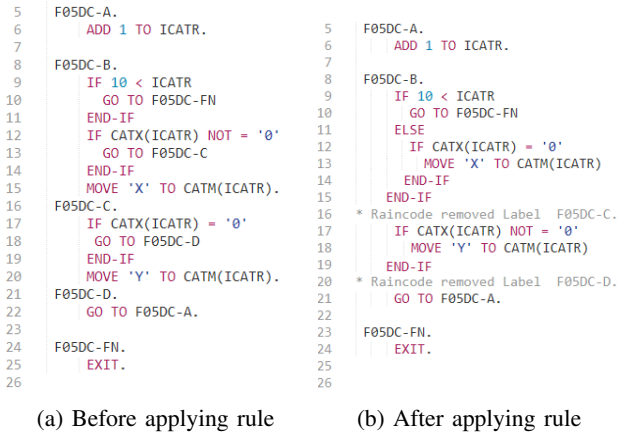 5 F05DC-A.
6 ADD 1 TO ICATR.
7
8 F05DC-B.
9 IF 10 < ICATR
10 GO TO F05DC-FN
11 END-IF
12 IF CATX(ICATR) NOT = '0'
13 GO TO F05DC-C
14 END-IF
15 MOVE 'X' TO CATM(ICATR).
16 F05DC-C.
17 IF CATX(ICATR) = '0'
18 GO TO F05DC-D
19 END-IF
20 MOVE 'Y' TO CATM(ICATR).
21 F05DC-D.
22 GO TO F05DC-A.
23
24 F05DC-FN.
25 EXIT.
26
(a) Before applying rule
5 F05DC-A.
6 ADD 1 TO ICATR.
7
8 F05DC-B.
9 IF 10 < ICATR
10 GO TO F05DC-FN
11 ELSE
12 IF CATX(ICATR) = '0'
13 MOVE 'X' TO CATM(ICATR)
14 END-IF
15 END-IF
16 * Raincode removed Label F05DC-C.
17 IF CATX(ICATR) NOT = '0'
18 MOVE 'Y' TO CATM(ICATR)
19 END-IF
20 * Raincode removed Label F05DC-D.
21 GO TO F05DC-A.
22
23 F05DC-FN.
24 EXIT.
25
26
(b) After applying rule